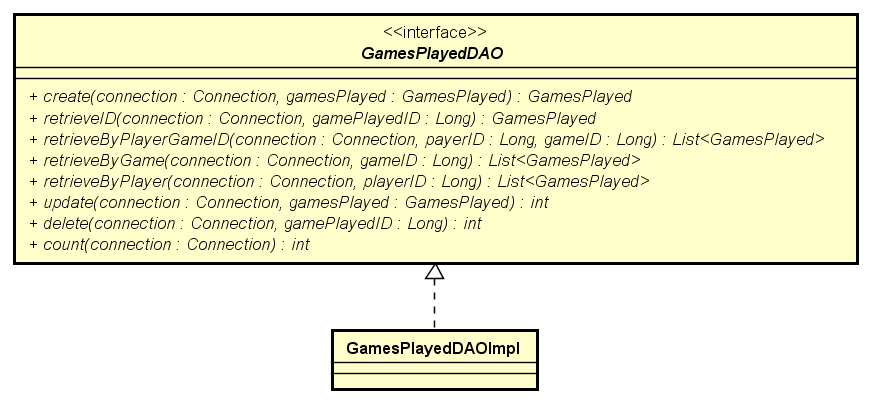 <<interface>>
GamesPlayedDAO
+ create(connection : Connection, gamesPlayed : GamesPlayed) : GamesPlayed
+ retrieveID(connection : Connection, gamePlayedID : Long) : GamesPlayed
+ retrieveByPlayerGameID(connection : Connection, payerID : Long, gameID : Long) : List<GamesPlayed>
+ retrieveByGame(connection : Connection, gameID : Long) : List<GamesPlayed>
+ retrieveByPlayer(connection : Connection, playerID : Long) : List<GamesPlayed>
+ update(connection : Connection, gamesPlayed : GamesPlayed) : int
+ delete(connection : Connection, gamePlayedID : Long) : int
+ count(connection : Connection) : int
GamesPlayedDAOImpl